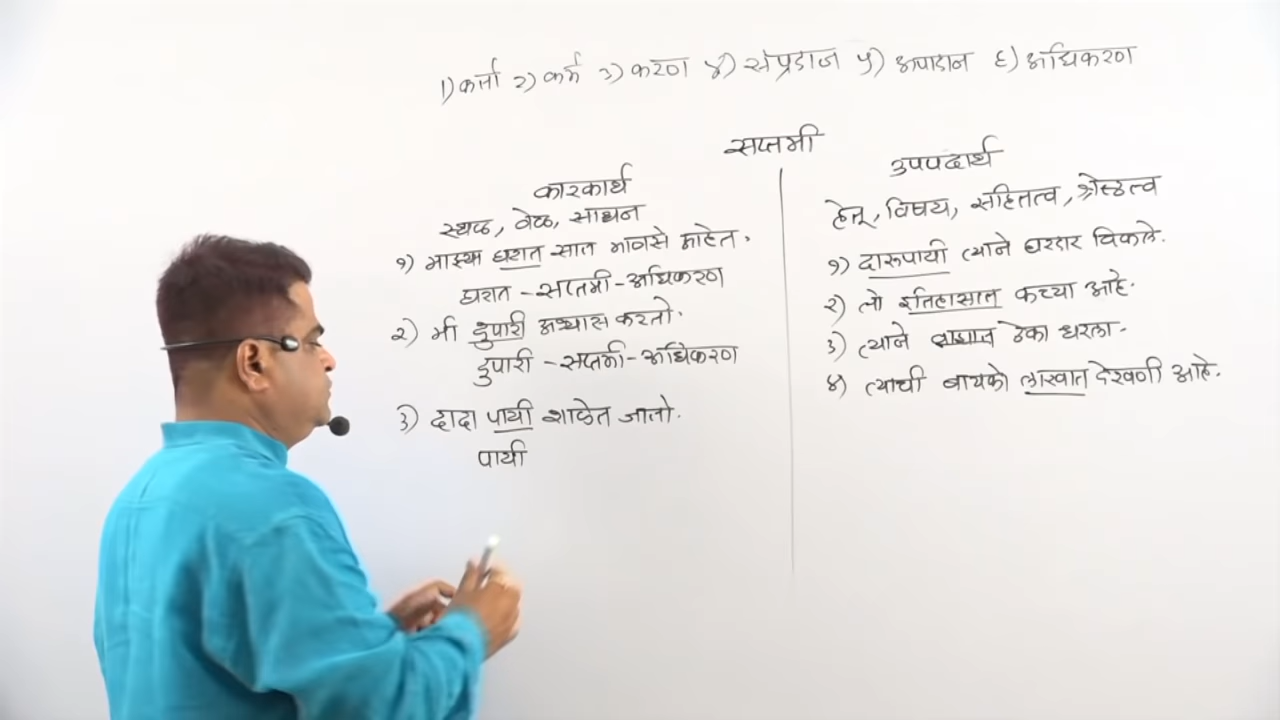 १) कर्ता २) कर्म ३) करण ४) संप्रदान ५) अपादान ६) अधिकरण
सप्तमी
कारकार्थ
स्थळ, वेळ, साधन
१) माझ्या घरात सात माणसे आहेत.
घरात - सप्तमी - अधिकरण
२) मी दुपारी अभ्यास करतो.
दुपारी - सप्तमी - अधिकरण
३) दादा पायी शाळेत जातो.
पायी
उपपदार्थ
हेतू, विषय, सहितत्व, श्रेष्ठत्व
१) दारूपायी त्याने घरदार विकले.
२) तो इतिहासात कच्चा आहे.
३) त्याने ठेका धरला.
४) त्याची बायको लाखात देखणी आहे.